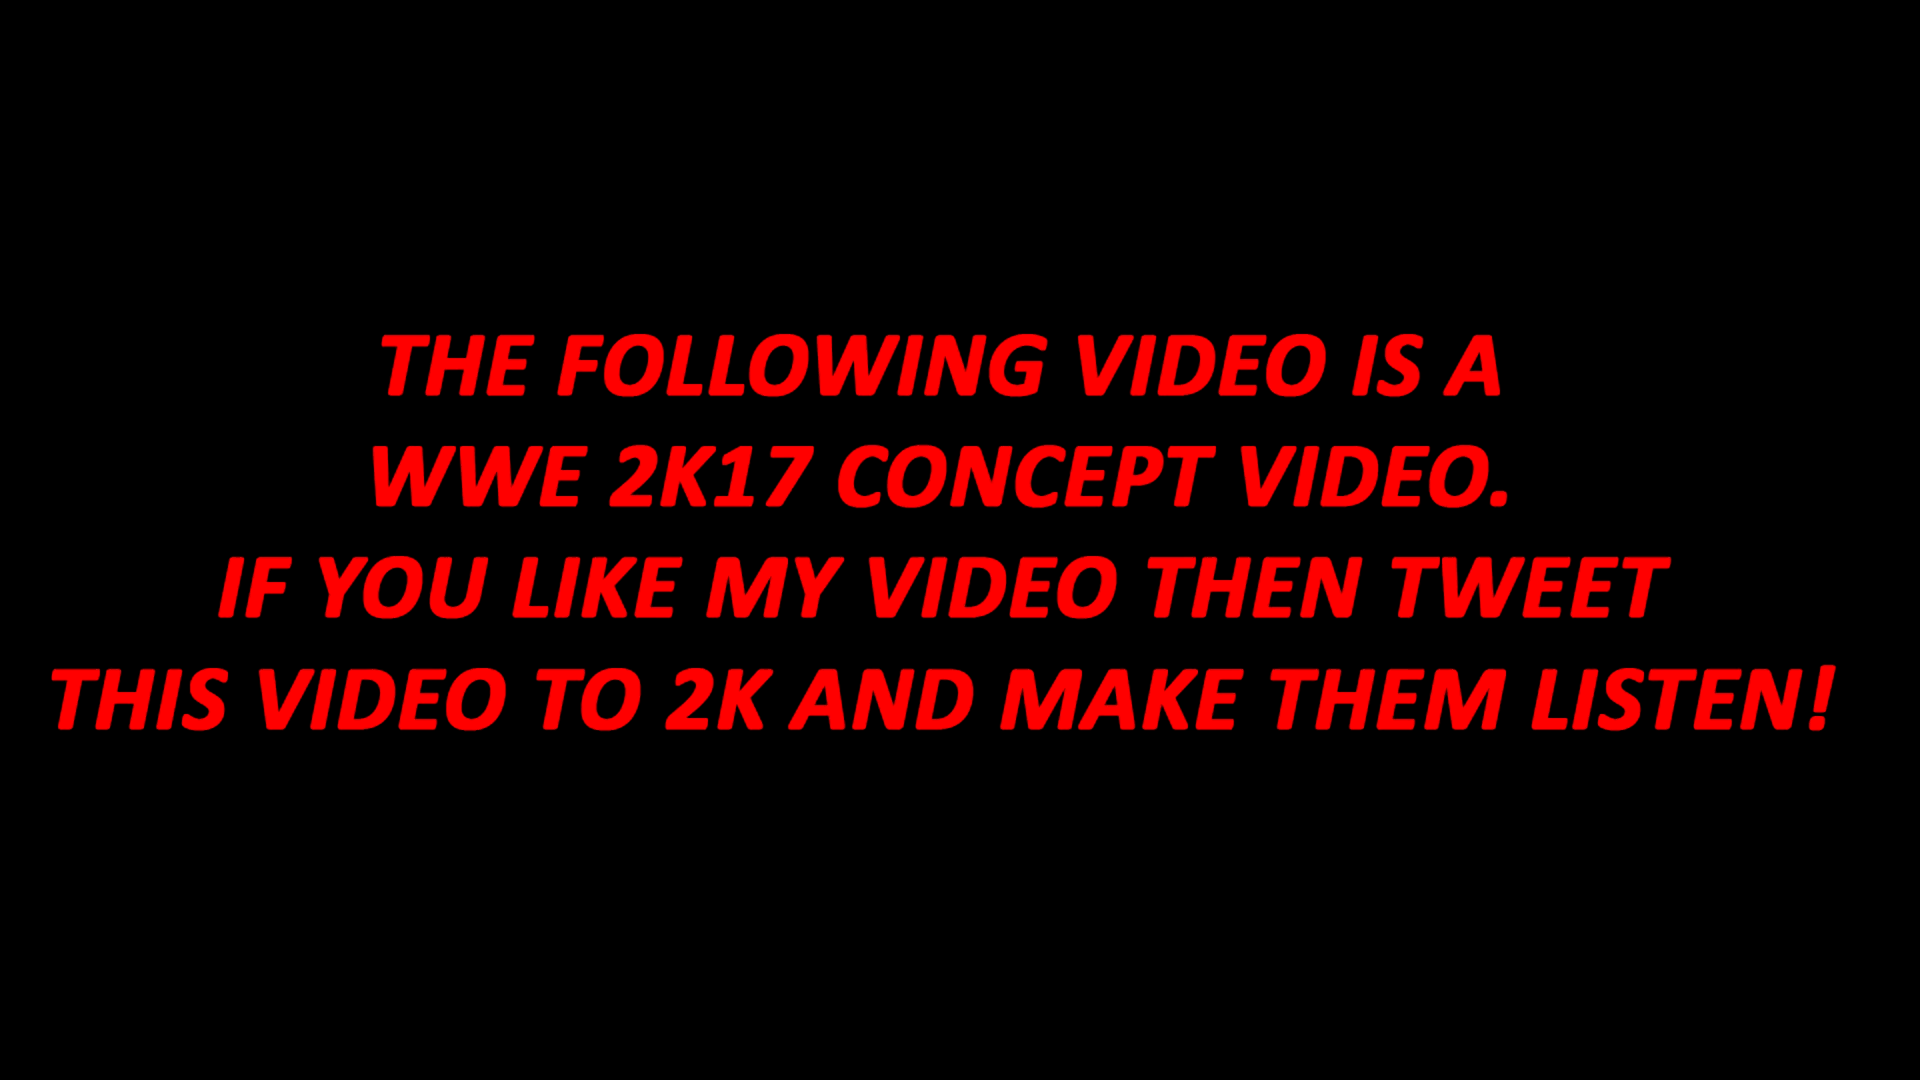 THE FOLLOWING VIDEO IS A
WWE 2K17 CONCEPT VIDEO.
IF YOU LIKE MY VIDEO THEN TWEET
THIS VIDEO TO 2K AND MAKE THEM LISTEN!